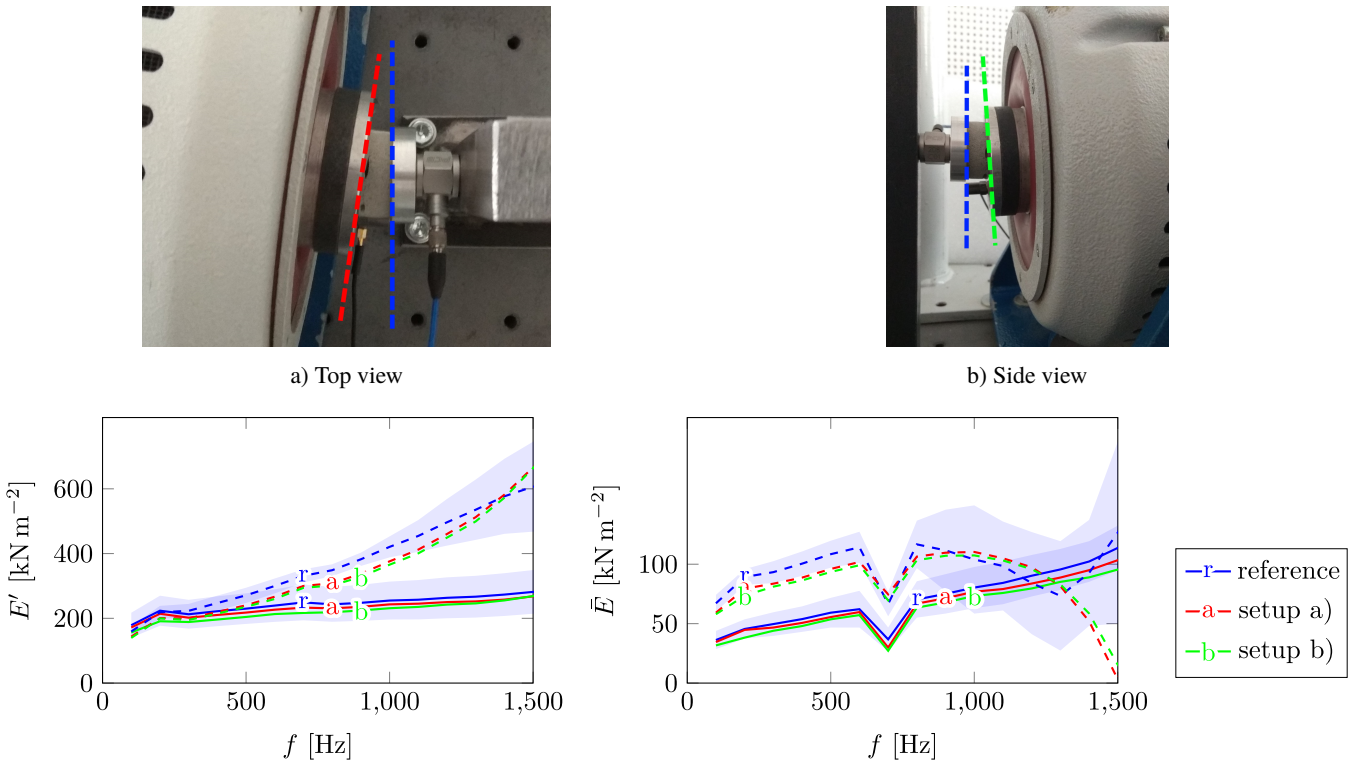 a) Top view
b) Side view
E′ [kN m−2]
600
400
200
0
r
a
b
r
a
b
0
500
1,000
1,500
f [Hz]
Ē [kN m−2]
100
50
0
r
a
b
r
a
b
0
500
1,000
1,500
f [Hz]
r reference
a setup a)
b setup b)